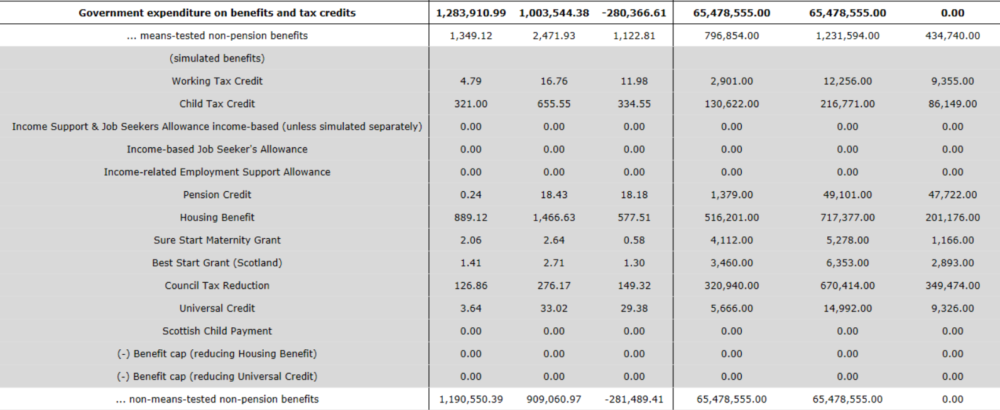 Government expenditure on benefits and tax credits 1,283,910.99 1,003,544.38 -280,366.61 65,478,555.00 65,478,555.00 0.00
... means-tested non-pension benefits 1,349.12 2,471.93 1,122.81 796,854.00 1,231,594.00 434,740.00
(simulated benefits)
Working Tax Credit 4.79 16.76 11.98 2,901.00 12,256.00 9,355.00
Child Tax Credit 321.00 655.55 334.55 130,622.00 216,771.00 86,149.00
Income Support & Job Seekers Allowance income-based (unless simulated separately) 0.00 0.00 0.00 0.00 0.00 0.00
Income-based Job Seeker's Allowance 0.00 0.00 0.00 0.00 0.00 0.00
Income-related Employment Support Allowance 0.00 0.00 0.00 0.00 0.00 0.00
Pension Credit 0.24 18.43 18.18 1,379.00 49,101.00 47,722.00
Housing Benefit 889.12 1,466.63 577.51 516,201.00 717,377.00 201,176.00
Sure Start Maternity Grant 2.06 2.64 0.58 4,112.00 5,278.00 1,166.00
Best Start Grant (Scotland) 1.41 2.71 1.30 3,460.00 6,353.00 2,893.00
Council Tax Reduction 126.86 276.17 149.32 320,940.00 670,414.00 349,474.00
Universal Credit 3.64 33.02 29.38 5,666.00 14,992.00 9,326.00
Scottish Child Payment 0.00 0.00 0.00 0.00 0.00 0.00
(-) Benefit cap (reducing Housing Benefit) 0.00 0.00 0.00 0.00 0.00 0.00
(-) Benefit cap (reducing Universal Credit) 0.00 0.00 0.00 0.00 0.00 0.00
... non-means-tested non-pension benefits 1,190,550.39 909,060.97 -281,489.41 65,478,555.00 65,478,555.00 0.00